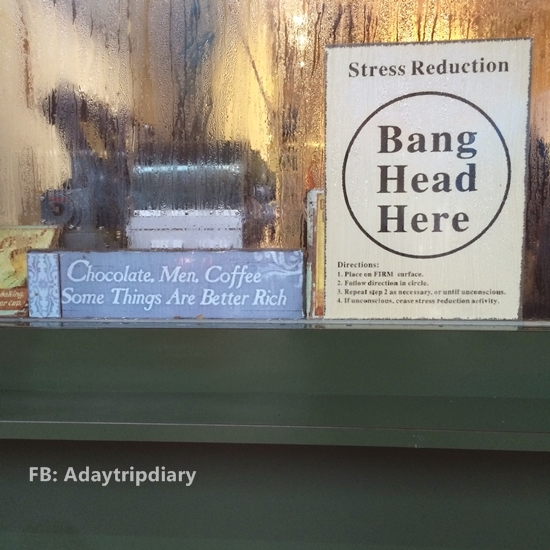 Stress Reduction
Bang
Head
Here
Directions:
1. Place on FIRM surface.
2. Follow direction in circle.
3. Repeat step 2 as necessary, or until unconscious.
4. If unconscious, cease stress reduction activity.
Chocolate, Men, Coffee
Some Things Are Better Rich
FB: Adaytripdiary